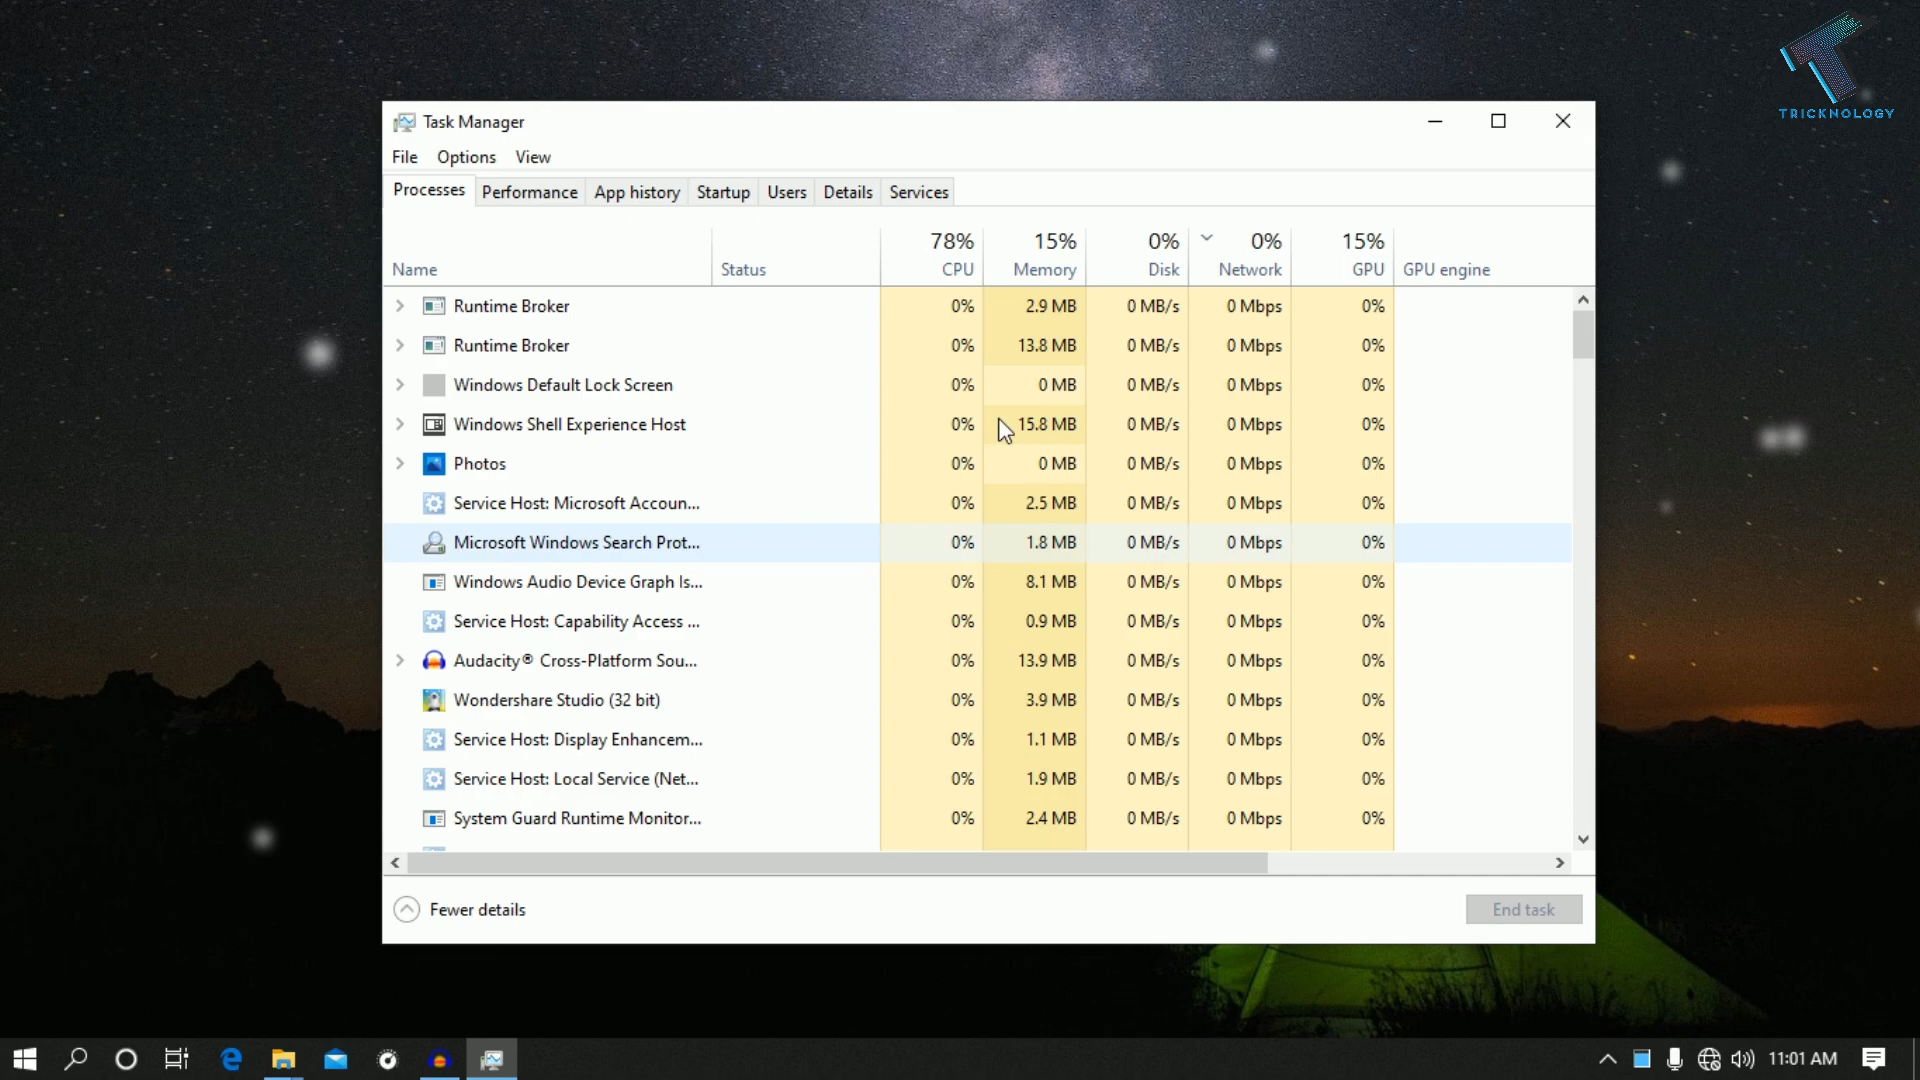 TRICKNOLOGY
Task Manager
File Options View
Processes Performance App history Startup Users Details Services
78% 15% 0% 0% 15%
Name Status CPU Memory Disk Network GPU GPU engine
Runtime Broker 0% 2.9 MB 0 MB/s 0 Mbps 0%
Runtime Broker 0% 13.8 MB 0 MB/s 0 Mbps 0%
Windows Default Lock Screen 0% 0 MB 0 MB/s 0 Mbps 0%
Windows Shell Experience Host 0% 15.8 MB 0 MB/s 0 Mbps 0%
Photos 0% 0 MB 0 MB/s 0 Mbps 0%
Service Host: Microsoft Accoun... 0% 2.5 MB 0 MB/s 0 Mbps 0%
Microsoft Windows Search Prot... 0% 1.8 MB 0 MB/s 0 Mbps 0%
Windows Audio Device Graph Is... 0% 8.1 MB 0 MB/s 0 Mbps 0%
Service Host: Capability Access ... 0% 0.9 MB 0 MB/s 0 Mbps 0%
Audacity® Cross-Platform Sou... 0% 13.9 MB 0 MB/s 0 Mbps 0%
Wondershare Studio (32 bit) 0% 3.9 MB 0 MB/s 0 Mbps 0%
Service Host: Display Enhancem... 0% 1.1 MB 0 MB/s 0 Mbps 0%
Service Host: Local Service (Net... 0% 1.9 MB 0 MB/s 0 Mbps 0%
System Guard Runtime Monitor... 0% 2.4 MB 0 MB/s 0 Mbps 0%
Fewer details End task
11:01 AM